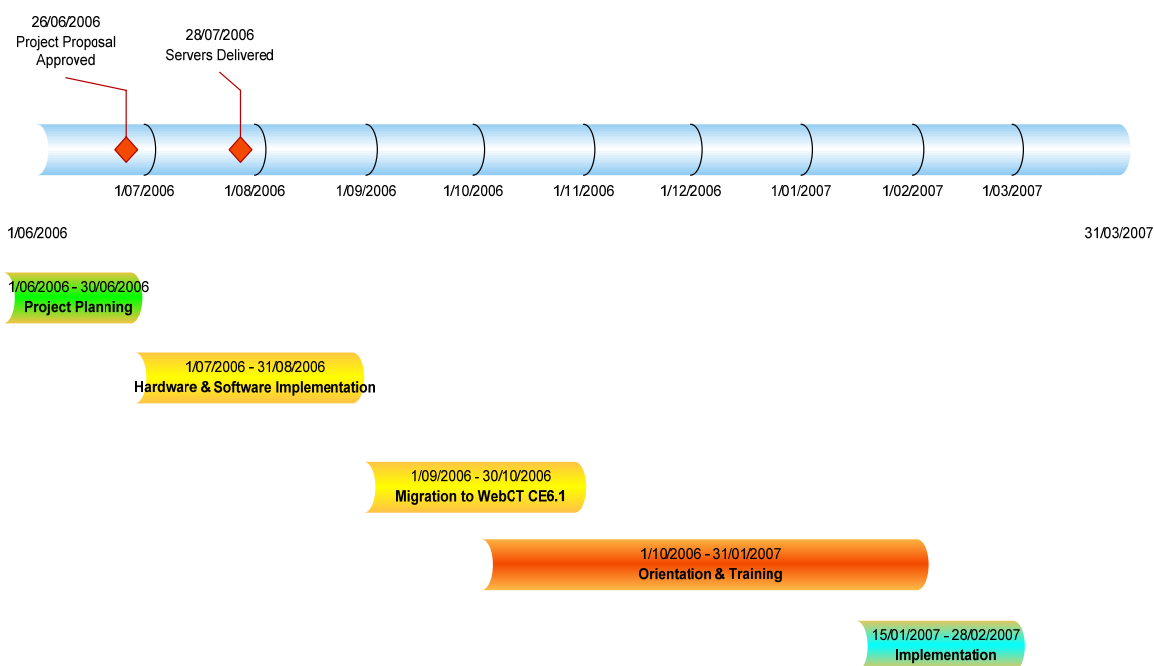 26/06/2006
Project Proposal
Approved
28/07/2006
Servers Delivered
1/07/2006
1/08/2006
1/09/2006
1/10/2006
1/11/2006
1/12/2006
1/01/2007
1/02/2007
1/03/2007
1/06/2006
31/03/2007
1/06/2006 - 30/06/2006
Project Planning
1/07/2006 - 31/08/2006
Hardware & Software Implementation
1/09/2006 - 30/10/2006
Migration to WebCT CE6.1
1/10/2006 - 31/01/2007
Orientation & Training
15/01/2007 - 28/02/2007
Implementation